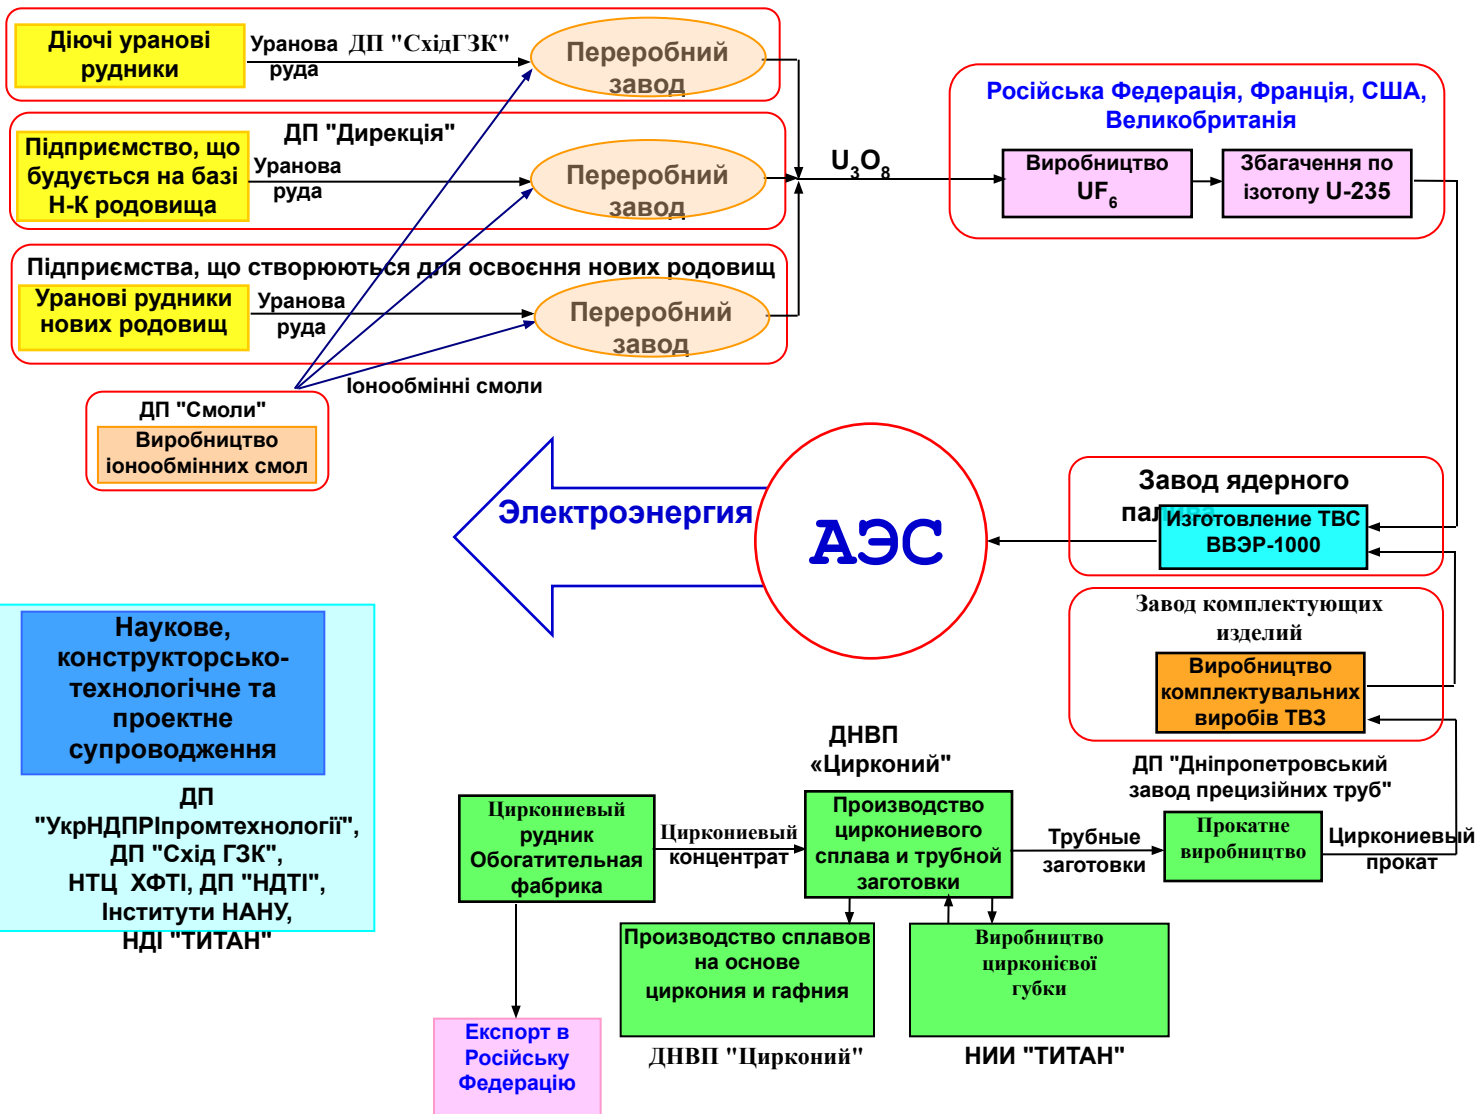 Діючі уранові
рудники
Уранова
руда
ДП "СхідГЗК"
Переробний
завод
ДП "Дирекція"
Підприємство, що
будується на базі
Н-К родовища
Уранова
руда
Переробний
завод
Підприємства, що створюються для освоєння нових родовищ
Уранові рудники
нових родовищ
Уранова
руда
Переробний
завод
U3O8
Російська Федерація, Франція, США,
Великобританія
Виробництво
UF6
Збагачення по
ізотопу U-235
Іонообмінні смоли
ДП "Смоли"
Виробництво
іонообмінних смол
Электроэнергия
АЭС
Завод ядерного
палива
Изготовление ТВС
ВВЭР-1000
Завод комплектующих
изделий
Виробництво
комплектувальних
виробів ТВЗ
Наукове,
конструкторсько-
технологічне та
проектне
супроводження
ДП
"УкрНДПРІпромтехнології",
ДП "Схід ГЗК",
НТЦ ХФТІ, ДП "НДТІ",
Інститути НАНУ,
НДІ "ТИТАН"
ДНВП
«Цирконий"
ДП "Дніпропетровський
завод прецизійних труб"
Циркониевый
рудник
Обогатительная
фабрика
Циркониевый
концентрат
Производство
циркониевого
сплава и трубной
заготовки
Трубные
заготовки
Прокатне
виробництво
Циркониевый
прокат
Производство сплавов
на основе
циркония и гафния
Виробництво
цирконієвої
губки
Експорт в
Російську
Федерацію
ДНВП "Цирконий"
НИИ "ТИТАН"